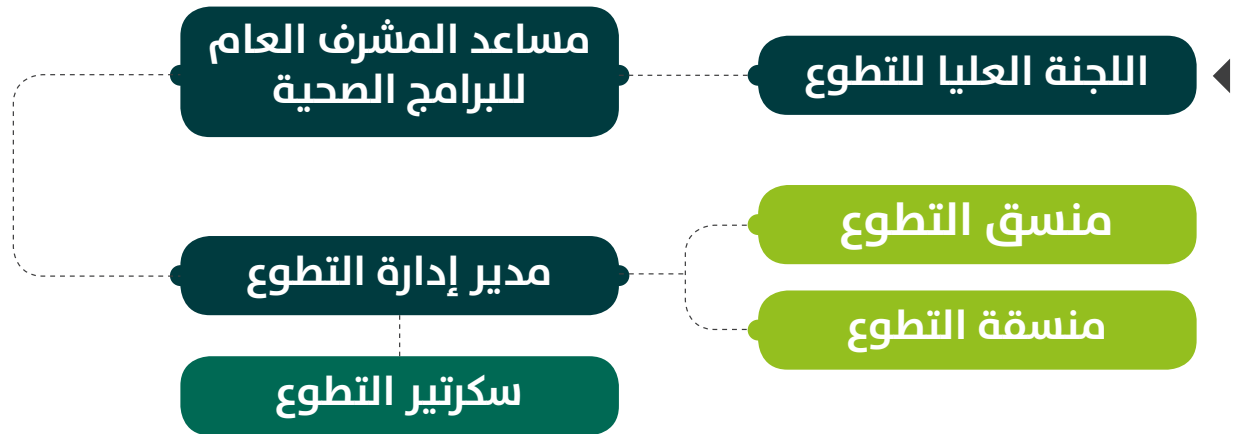 اللجنة العليا للتطوع
مساعد المشرف العام
للبرامج الصحية
منسق التطوع
مدير إدارة التطوع
منسقة التطوع
سكرتير التطوع